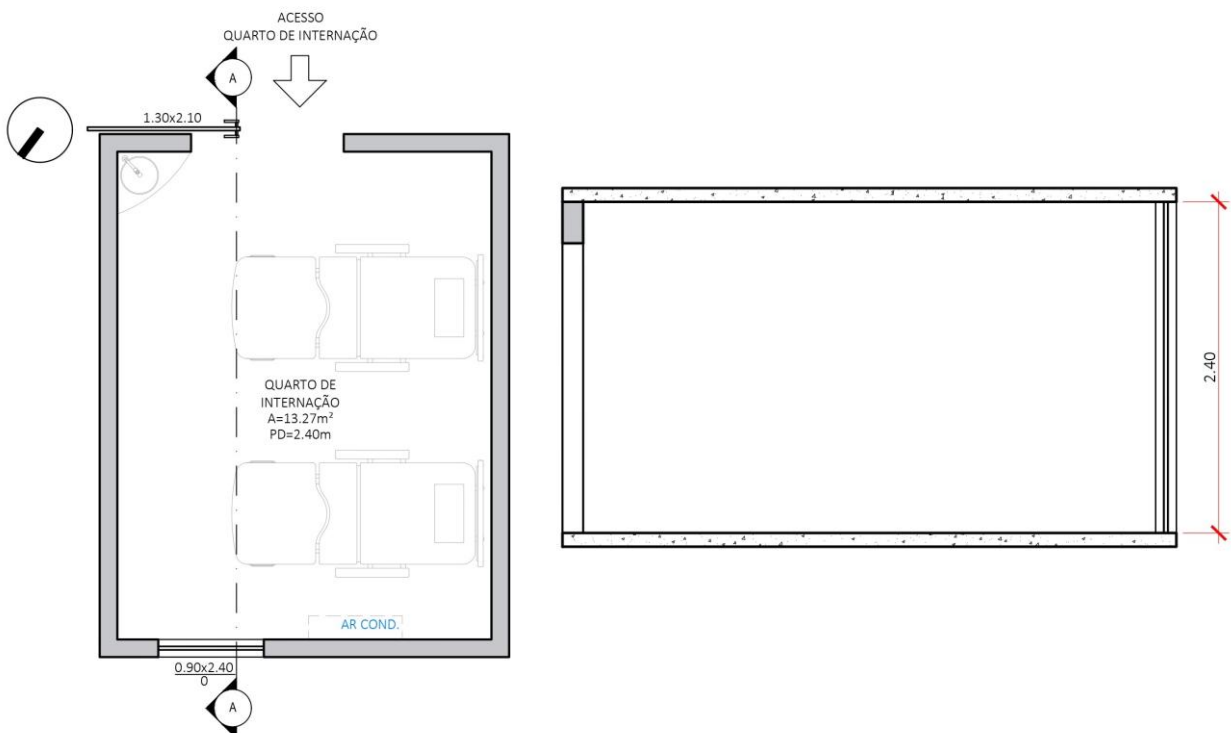 ACESSO
QUARTO DE INTERNAÇÃO
A
1.30x2.10
QUARTO DE
INTERNAÇÃO
A=13.27m²
PD=2.40m
AR COND.
0.90x2.40
0
A
2.40